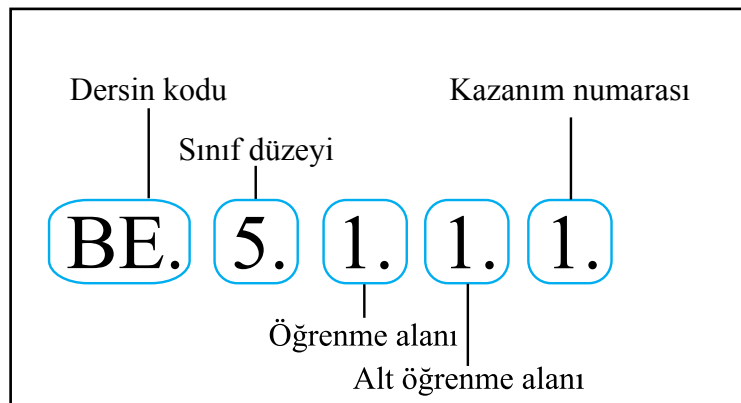 Dersin kodu
Kazanım numarası
Sınıf düzeyi
BE. 5. 1. 1. 1.
Öğrenme alanı
Alt öğrenme alanı